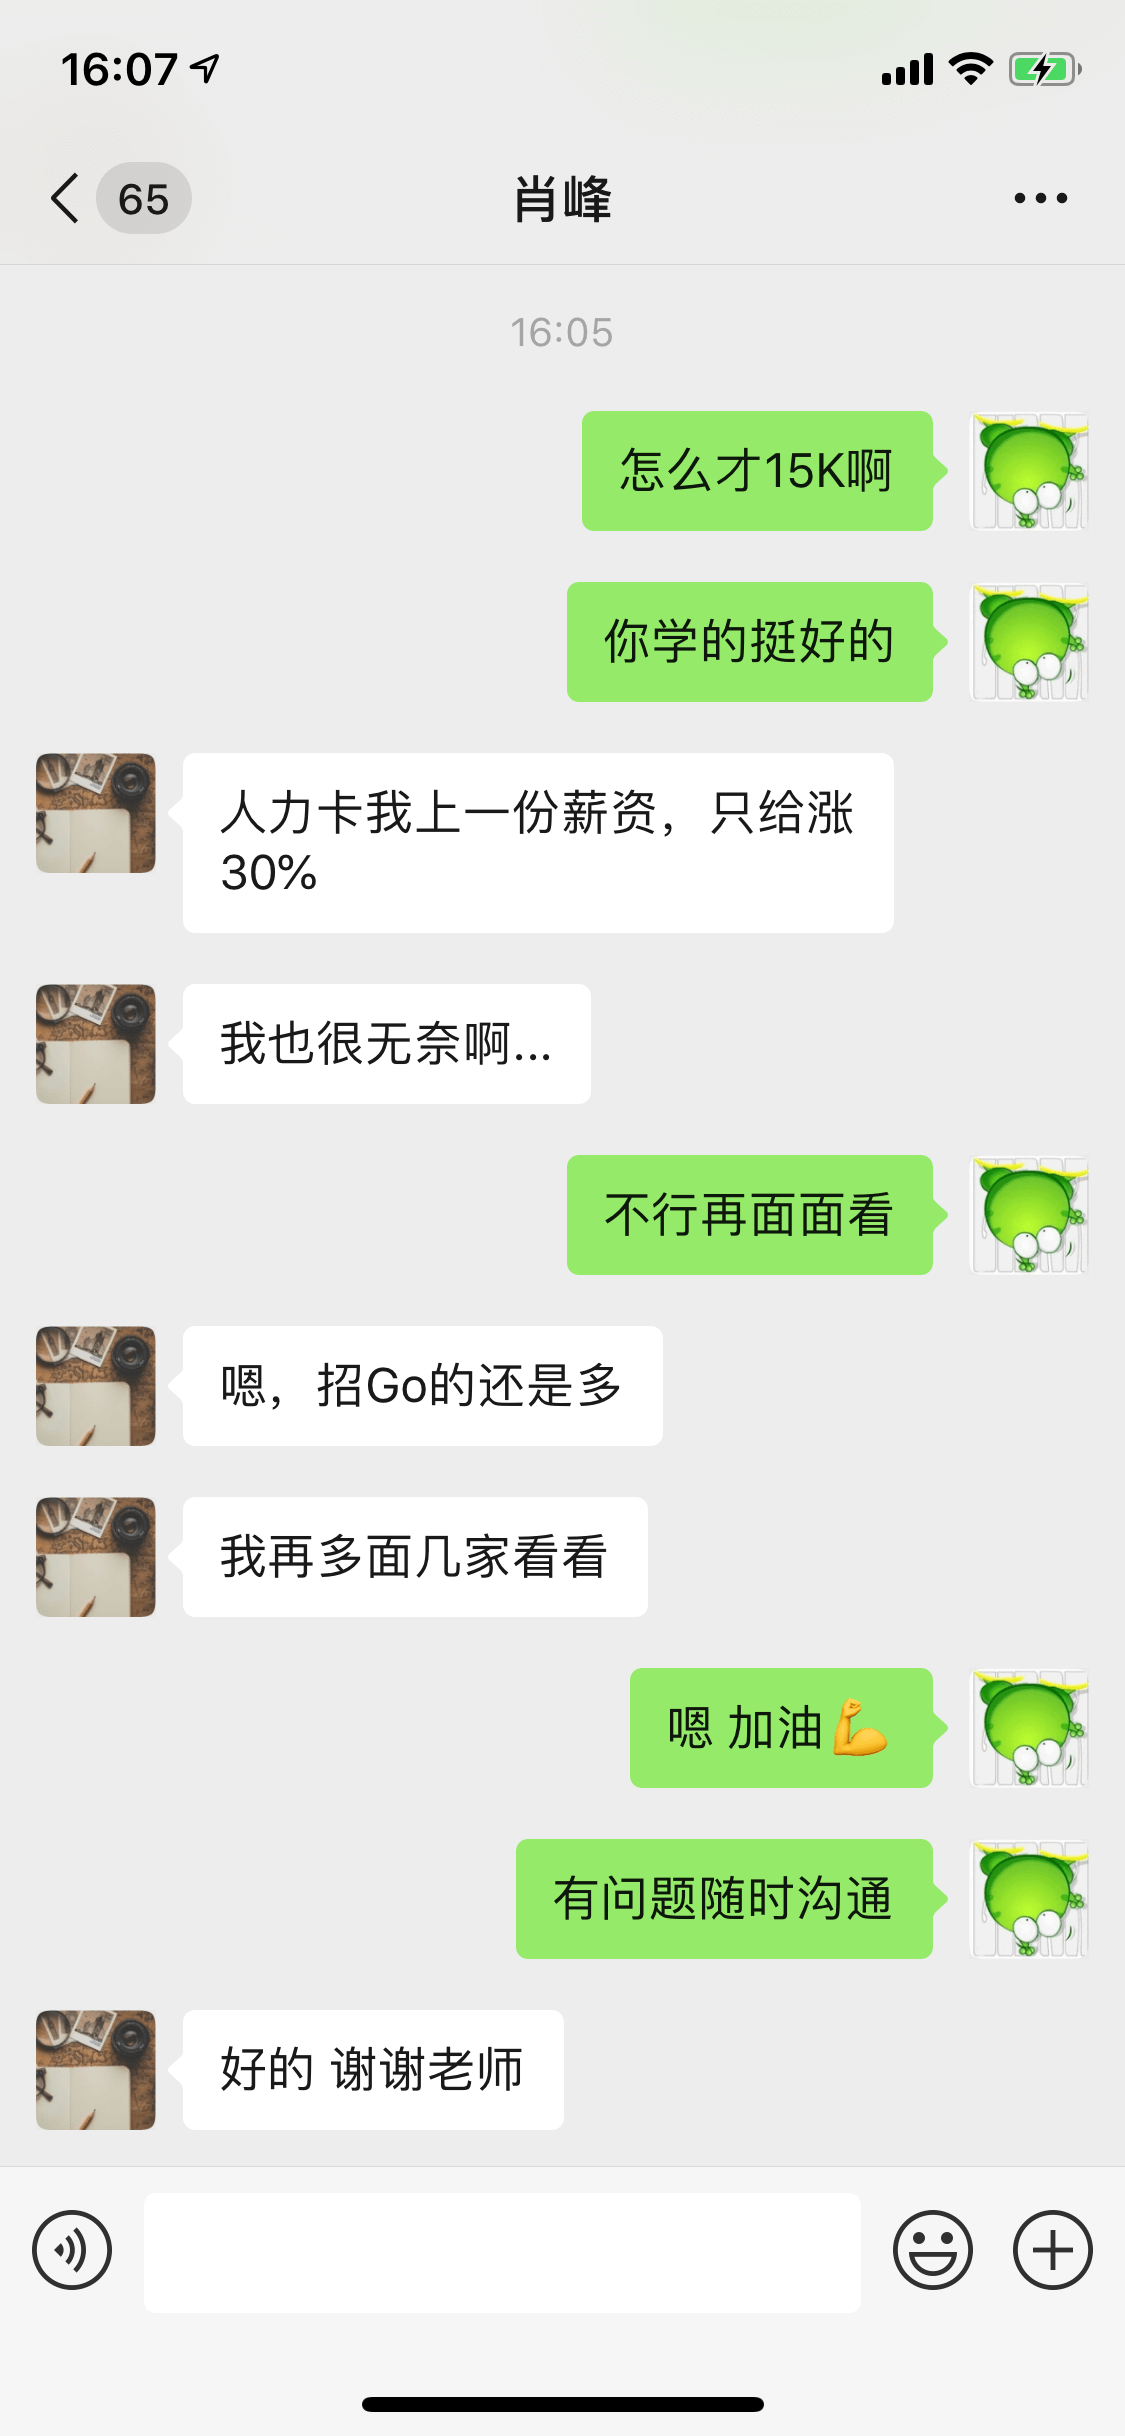 16:07
65
肖峰
16:05
怎么才15K啊
你学的挺好的
人力卡我上一份薪资，只给涨
30%
我也很无奈啊...
不行再面面看
嗯，招Go的还是多
我再多面几家看看
嗯 加油💪
有问题随时沟通
好的 谢谢老师